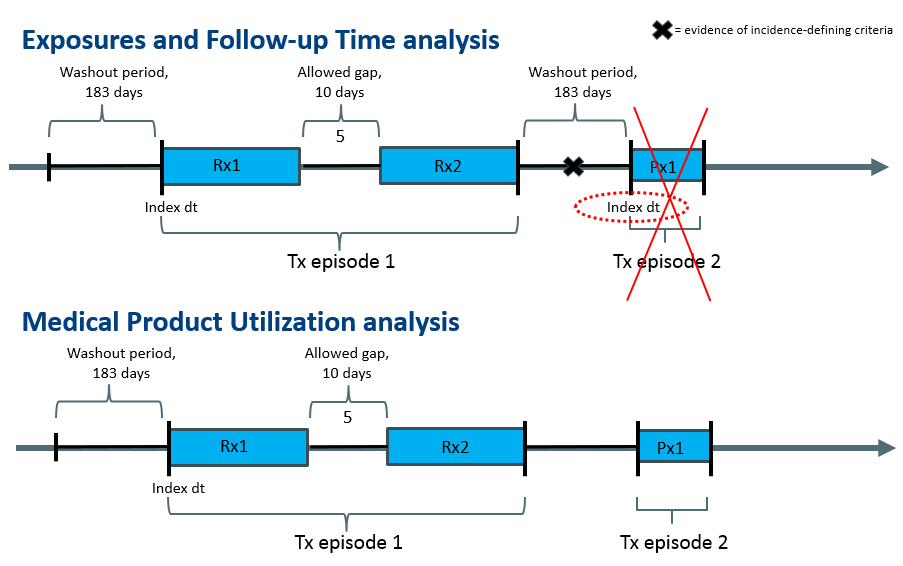 Exposures and Follow-up Time analysis
= evidence of incidence-defining criteria
Washout period,
183 days
Allowed gap,
10 days
5
Washout period,
183 days
Rx1
Rx2
Px1
Index dt
Index dt
Tx episode 1
Tx episode 2
Medical Product Utilization analysis
Washout period,
183 days
Allowed gap,
10 days
5
Rx1
Rx2
Px1
Index dt
Tx episode 1
Tx episode 2